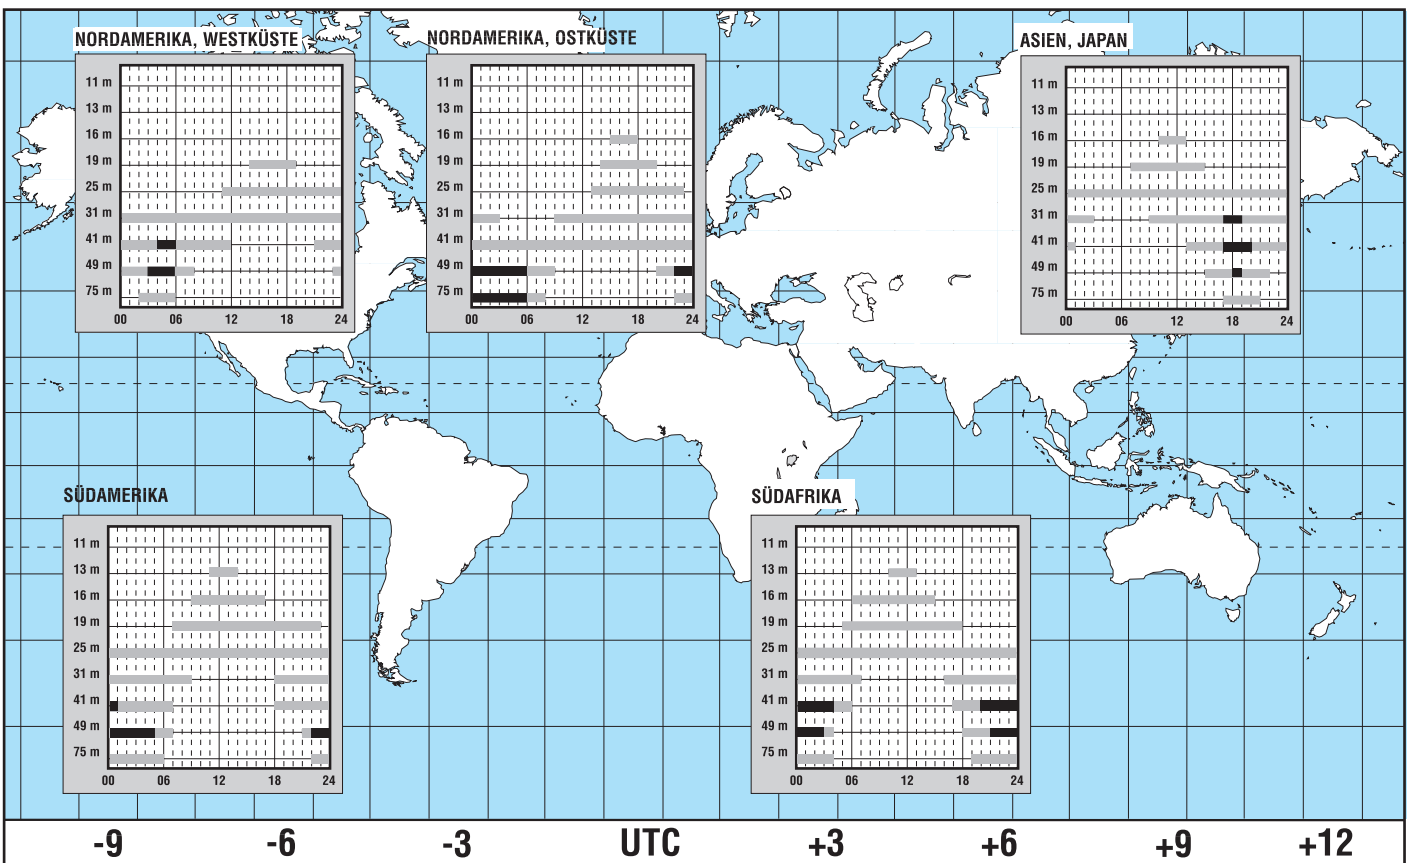 NORDAMERIKA, WESTKÜSTE
11 m
13 m
16 m
19 m
25 m
31 m
41 m
49 m
75 m
00 06 12 18 24
NORDAMERIKA, OSTKÜSTE
11 m
13 m
16 m
19 m
25 m
31 m
41 m
49 m
75 m
00 06 12 18 24
ASIEN, JAPAN
11 m
13 m
16 m
19 m
25 m
31 m
41 m
49 m
75 m
00 06 12 18 24
SÜDAMERIKA
11 m
13 m
16 m
19 m
25 m
31 m
41 m
49 m
75 m
00 06 12 18 24
SÜDAFRIKA
11 m
13 m
16 m
19 m
25 m
31 m
41 m
49 m
75 m
00 06 12 18 24
-9 -6 -3 UTC +3 +6 +9 +12